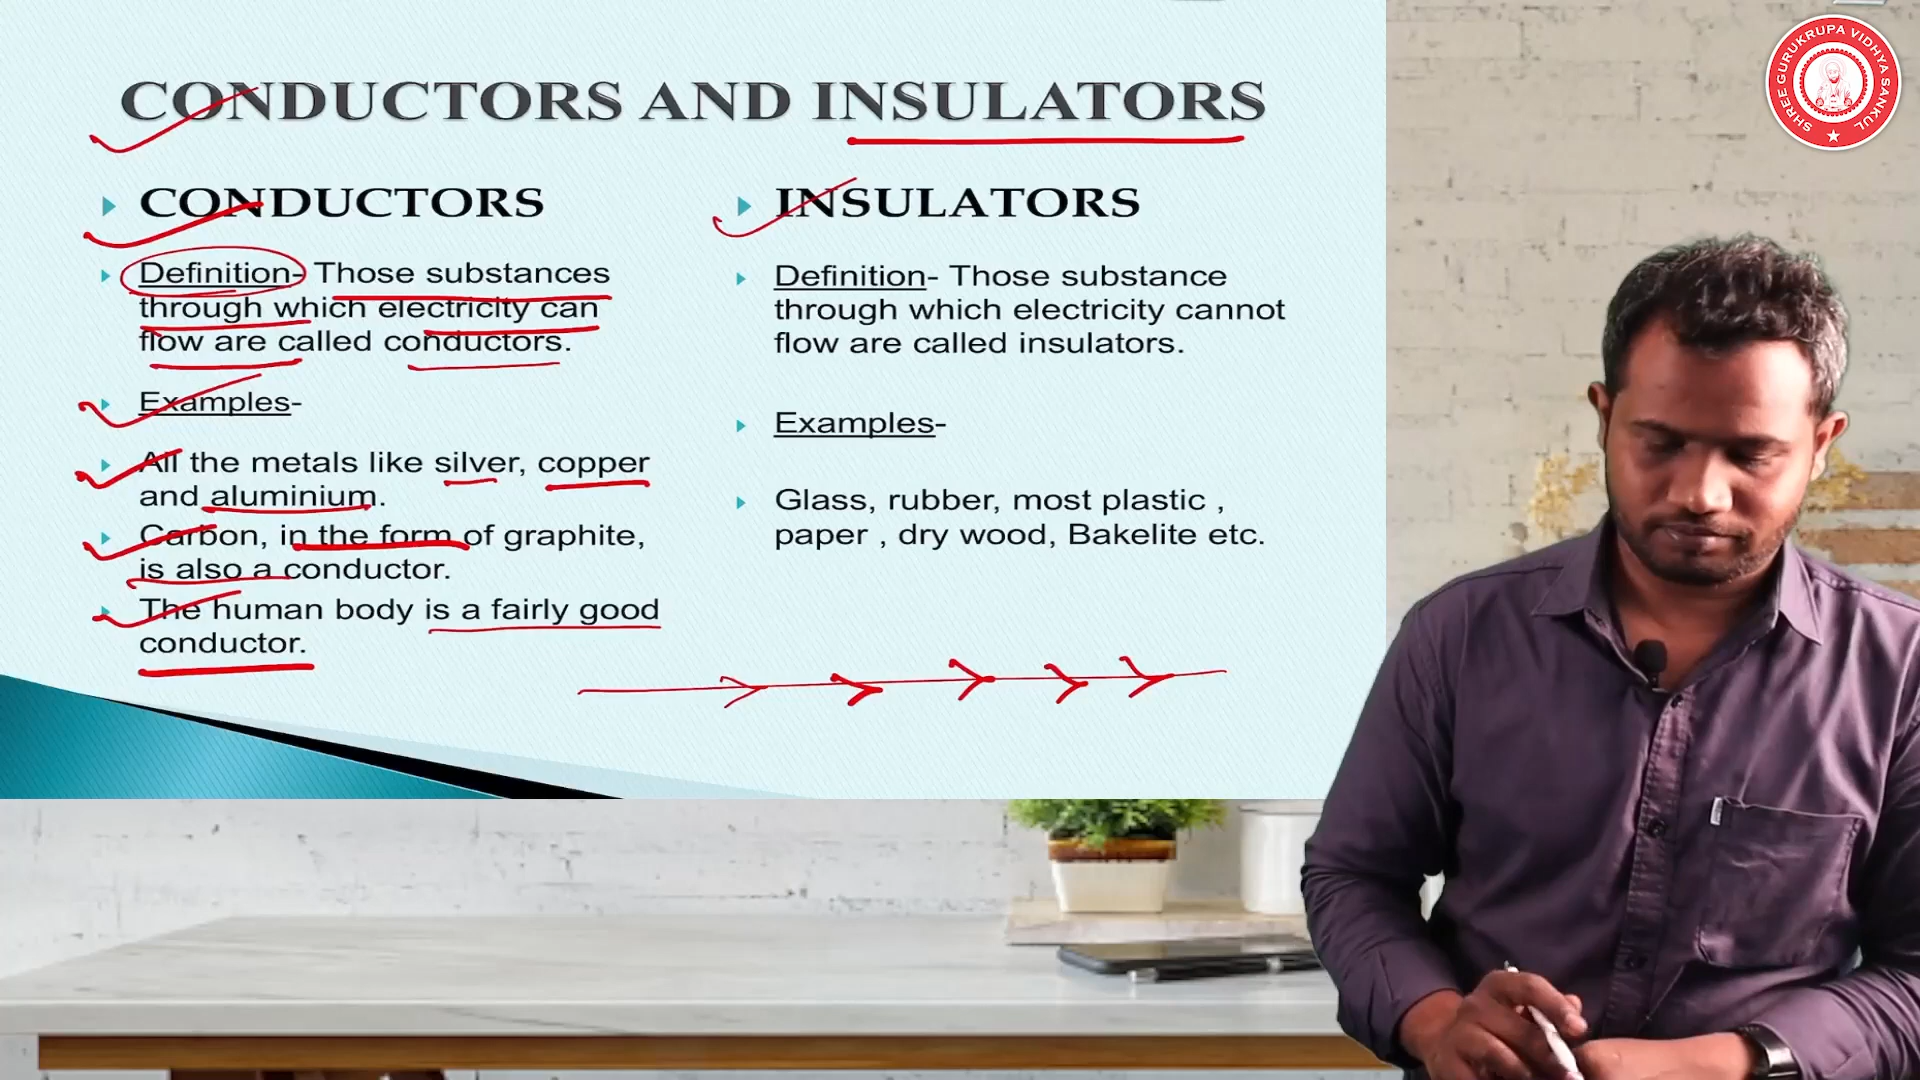 CONDUCTORS AND INSULATORS
CONDUCTORS
Definition- Those substances
through which electricity can
flow are called conductors.
Examples-
All the metals like silver, copper
and aluminium.
Carbon, in the form of graphite,
is also a conductor.
The human body is a fairly good
conductor.
INSULATORS
Definition- Those substance
through which electricity cannot
flow are called insulators.
Examples-
Glass, rubber, most plastic ,
paper , dry wood, Bakelite etc.
SHREE GURUKRUPA VIDHYA SANKUL